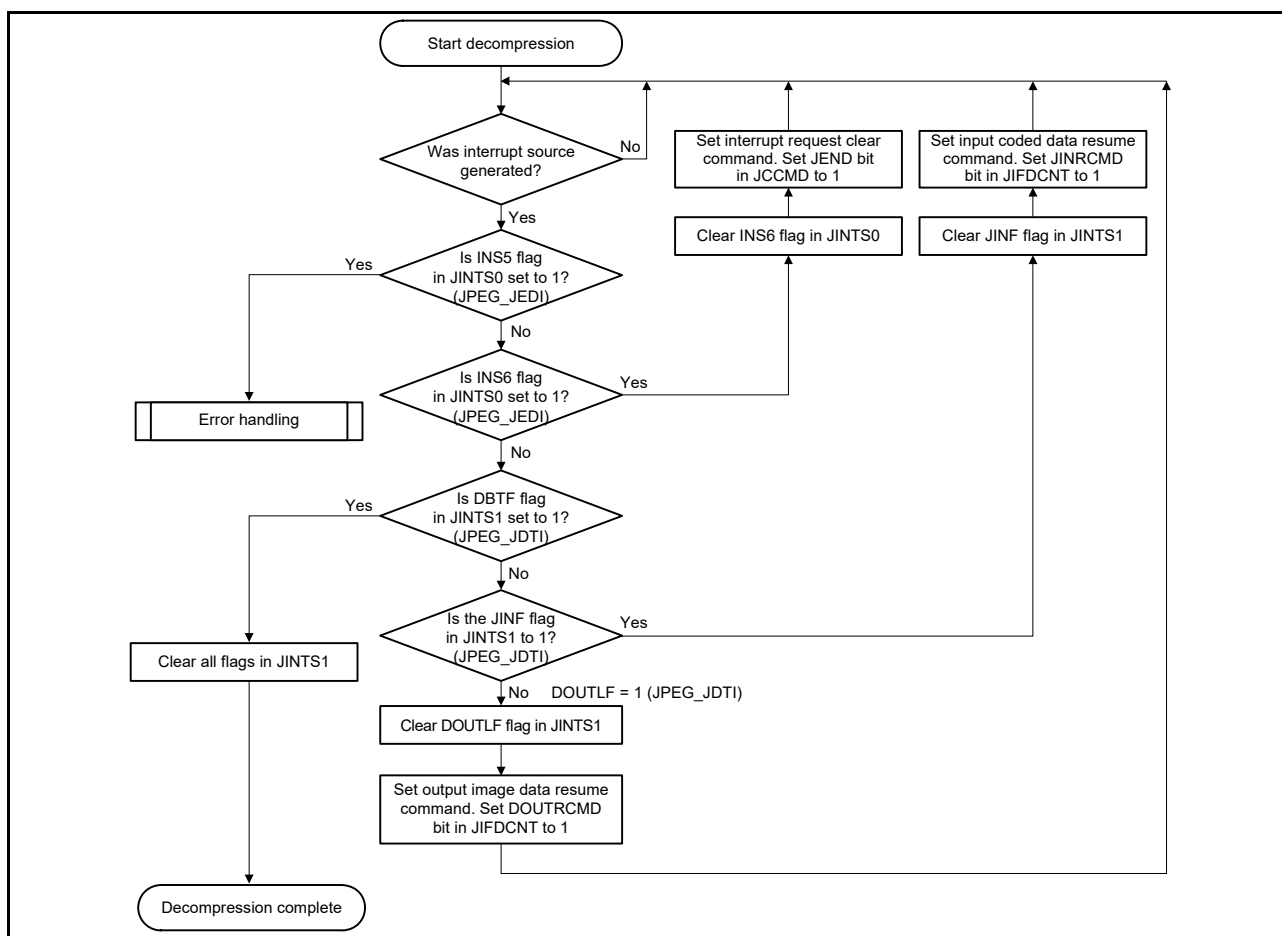 Start decompression
Was interrupt source
generated?
No
Yes
Set interrupt request clear
command. Set JEND bit
in JCCMD to 1
Set input coded data resume
command. Set JINRCMD
bit in JIFDCNT to 1
Clear INS6 flag in JINTS0
Clear JINF flag in JINTS1
Is INS5 flag
in JINTS0 set to 1?
(JPEG_JEDI)
Yes
No
Is INS6 flag
in JINTS0 set to 1?
(JPEG_JEDI)
Yes
No
Error handling
Is DBTF flag
in JINTS1 set to 1?
(JPEG_JDTI)
Yes
No
Is the JINF flag
in JINTS1 to 1?
(JPEG_JDTI)
Yes
No DOUTLF = 1 (JPEG_JDTI)
Clear all flags in JINTS1
Clear DOUTLF flag in JINTS1
Set output image data resume
command. Set DOUTRCMD
bit in JIFDCNT to 1
Decompression complete